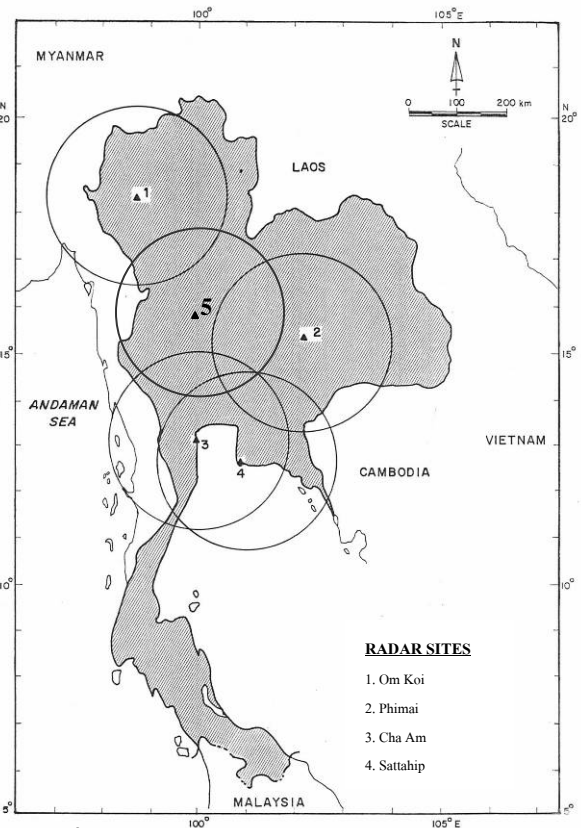 100° 105°E
MYANMAR
N
N N
20° 20°
0 100 200 km
SCALE
LAOS
1
5
2
15° 15°
ANDAMAN
SEA
VIETNAM
3
4
CAMBODIA
10° 10°
RADAR SITES
1. Om Koi
2. Phimai
3. Cha Am
4. Sattahip
5° 5°
MALAYSIA
100° 105°E